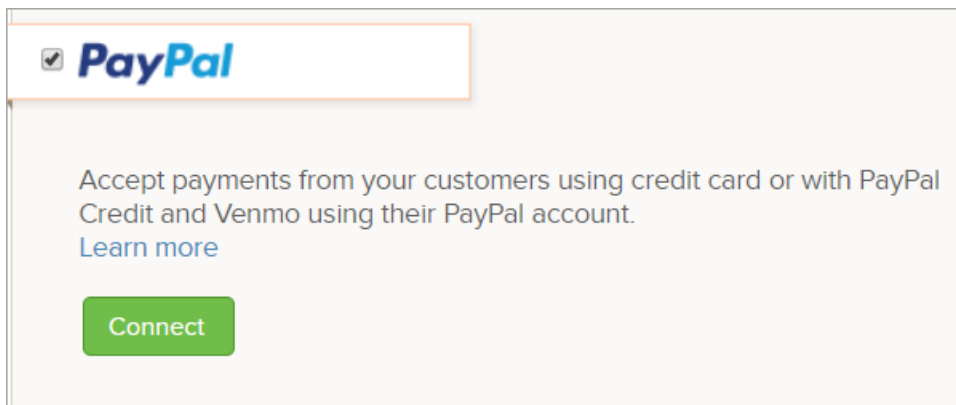 PayPal
Accept payments from your customers using credit card or with PayPal
Credit and Venmo using their PayPal account.
Learn more
Connect